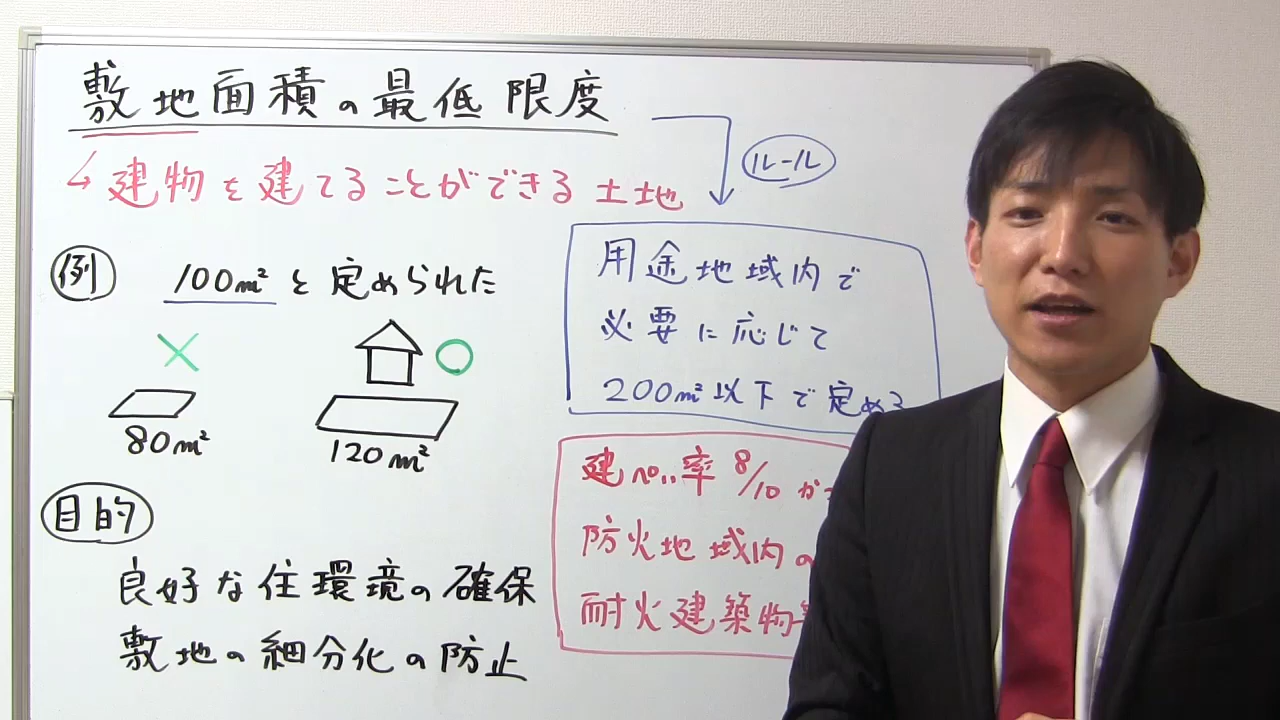 敷地面積の最低限度
ルール
↳ 建物を建てることができる土地
例 100m² と定められた
80m²
120m²
目的
良好な住環境の確保
敷地の細分化の防止
用途地域内で
必要に応じて
200m²以下で定める
建ぺい率 8/10 か
防火地域内の
耐火建築物等